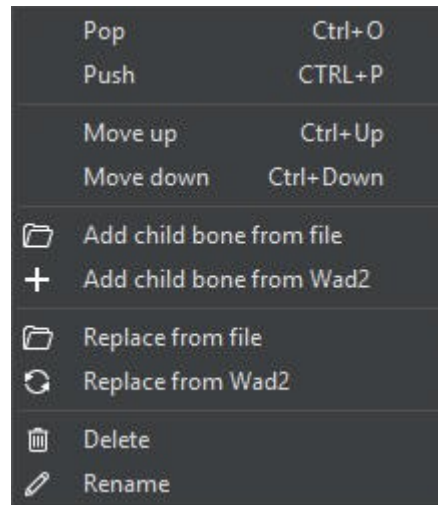 Pop Ctrl+O
Push CTRL+P
Move up Ctrl+Up
Move down Ctrl+Down
Add child bone from file
Add child bone from Wad2
Replace from file
Replace from Wad2
Delete
Rename